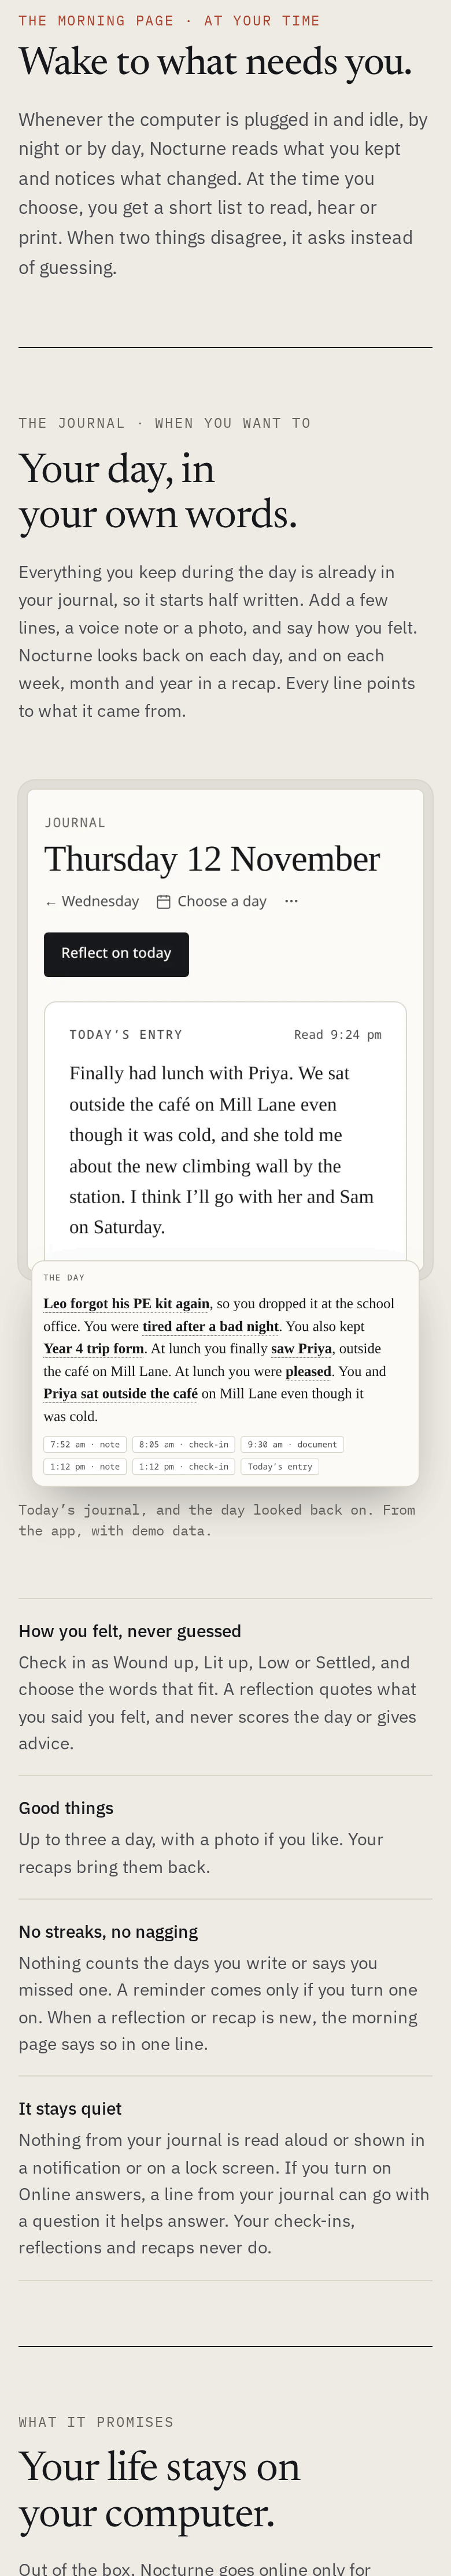 THE MORNING PAGE · AT YOUR TIME
Wake to what needs you.
Whenever the computer is plugged in and idle, by
night or by day, Nocturne reads what you kept
and notices what changed. At the time you
choose, you get a short list to read, hear or
print. When two things disagree, it asks instead
of guessing.
THE JOURNAL · WHEN YOU WANT TO
Your day, in
your own words.
Everything you keep during the day is already in
your journal, so it starts half written. Add a few
lines, a voice note or a photo, and say how you felt.
Nocturne looks back on each day, and on each
week, month and year in a recap. Every line points
to what it came from.
JOURNAL
Thursday 12 November
← Wednesday Choose a day ···
Reflect on today
TODAY’S ENTRY Read 9:24 pm
Finally had lunch with Priya. We sat
outside the café on Mill Lane even
though it was cold, and she told me
about the new climbing wall by the
station. I think I’ll go with her and Sam
on Saturday.
THE DAY
Leo forgot his PE kit again, so you dropped it at the school
office. You were tired after a bad night. You also kept
Year 4 trip form. At lunch you finally saw Priya, outside
the café on Mill Lane. At lunch you were pleased. You and
Priya sat outside the café on Mill Lane even though it
was cold.
7:52 am · note 8:05 am · check-in 9:30 am · document
1:12 pm · note 1:12 pm · check-in Today's entry
Today’s journal, and the day looked back on. From
the app, with demo data.
How you felt, never guessed
Check in as Wound up, Lit up, Low or Settled, and
choose the words that fit. A reflection quotes what
you said you felt, and never scores the day or gives
advice.
Good things
Up to three a day, with a photo if you like. Your
recaps bring them back.
No streaks, no nagging
Nothing counts the days you write or says you
missed one. A reminder comes only if you turn one
on. When a reflection or recap is new, the morning
page says so in one line.
It stays quiet
Nothing from your journal is read aloud or shown in
a notification or on a lock screen. If you turn on
Online answers, a line from your journal can go with
a question it helps answer. Your check-ins,
reflections and recaps never do.
WHAT IT PROMISES
Your life stays on
your computer.
Out of the box, Nocturne goes online only for